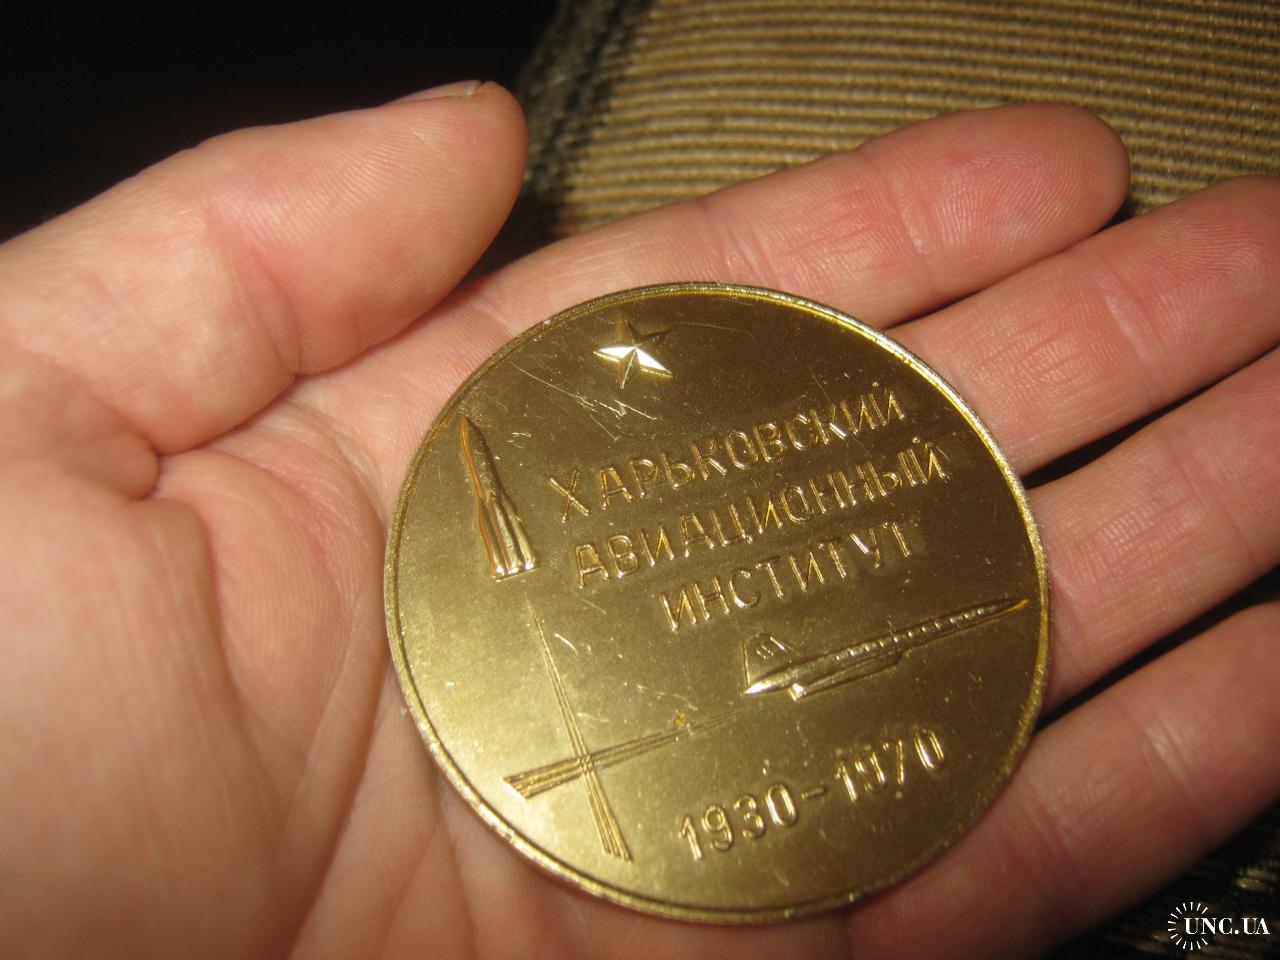 ХАРЬКОВСКИЙ
АВИАЦИОННЫЙ
ИНСТИТУТ
1930-1970
UNC.UA